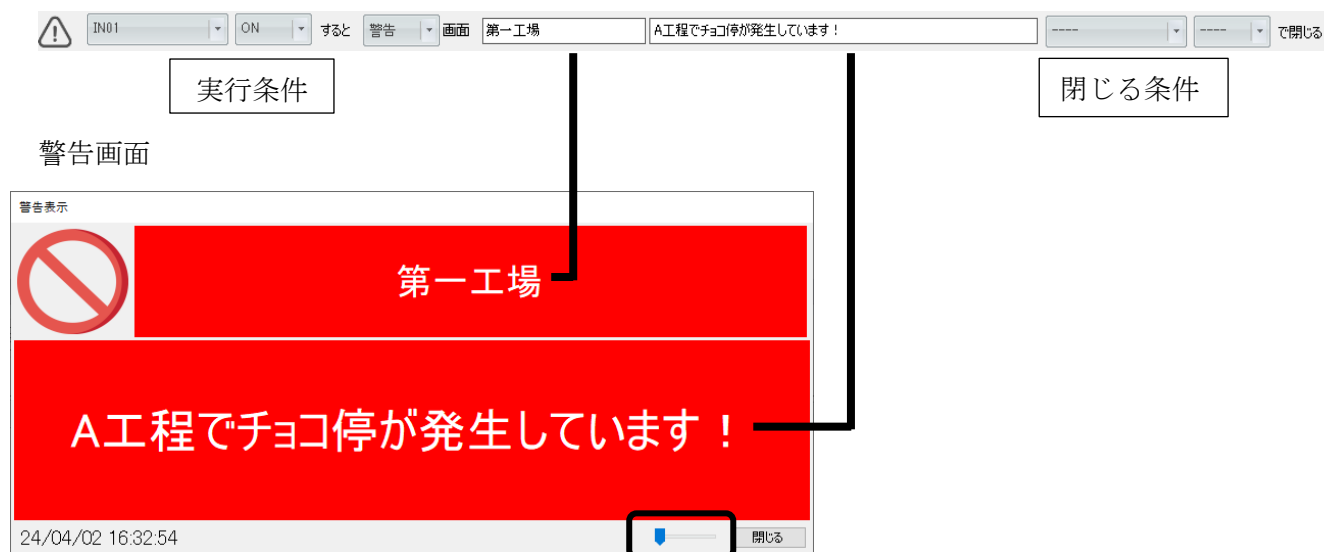 IN01 ON すると 警告 画面 第一工場 A工程でチョコ停が発生しています！ ---- ---- で閉じる
実行条件 閉じる条件
警告画面
警告表示
第一工場
A工程でチョコ停が発生しています！
24/04/02 16:32:54 閉じる